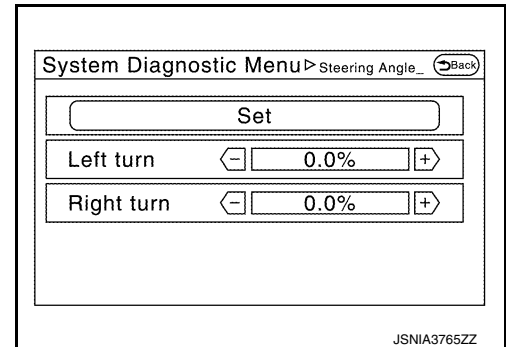 System Diagnostic Menu▷Steering Angle_ Back
Set
Left turn − 0.0% +
Right turn − 0.0% +
JSNIA3765ZZ